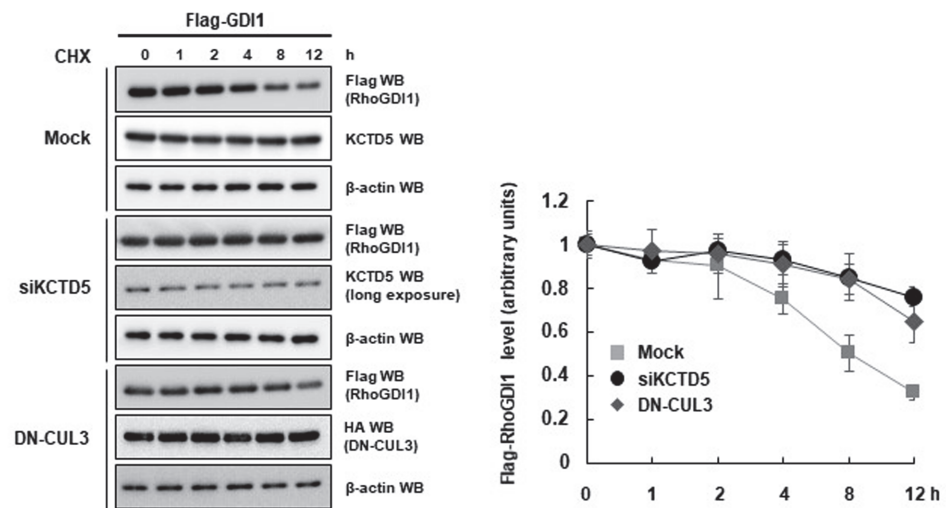 Flag-GDI1
CHX 0 1 2 4 8 12 h
Mock
Flag WB
(RhoGDI1)
KCTD5 WB
β-actin WB
siKCTD5
Flag WB
(RhoGDI1)
KCTD5 WB
(long exposure)
β-actin WB
DN-CUL3
Flag WB
(RhoGDI1)
HA WB
(DN-CUL3)
β-actin WB
Flag-RhoGDI1 level (arbitrary units)
1.2
1
0.8
0.6
0.4
0.2
0
Mock
siKCTD5
DN-CUL3
0 1 2 4 8 12 h